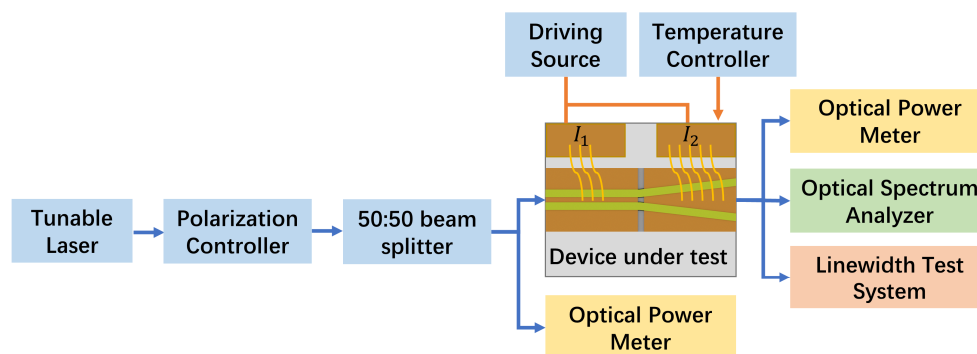 Driving
Source
Temperature
Controller
I₁
I₂
Optical Power
Meter
Tunable
Laser
Polarization
Controller
50:50 beam
splitter
Device under test
Optical Spectrum
Analyzer
Linewidth Test
System
Optical Power
Meter